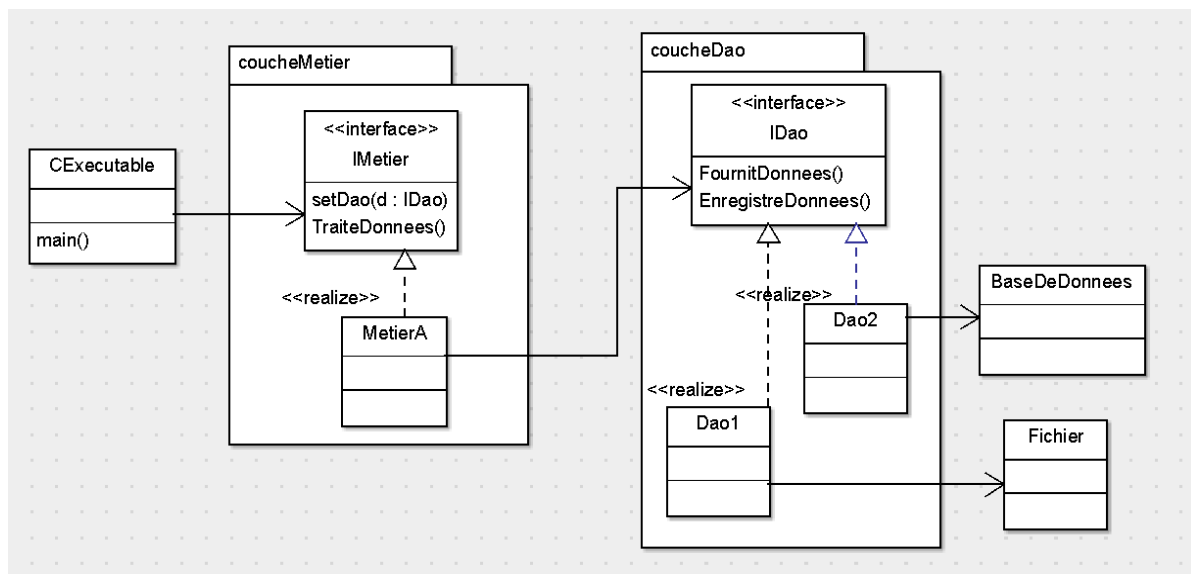 coucheMetier
coucheDao
CExecutable
main()
<<interface>>
IMetier
setDao(d : IDao)
TraiteDonnees()
<<realize>>
MetierA
<<interface>>
IDao
FournitDonnees()
EnregistreDonnees()
<<realize>>
Dao2
BaseDeDonnees
<<realize>>
Dao1
Fichier